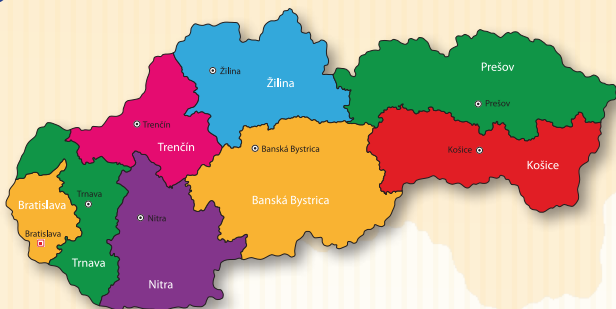 Prešov
Žilina
Žilina
Prešov
Trenčín
Trenčín
Banská Bystrica
Košice
Košice
Trnava
Banská Bystrica
Bratislava
Nitra
Bratislava
Trnava
Nitra